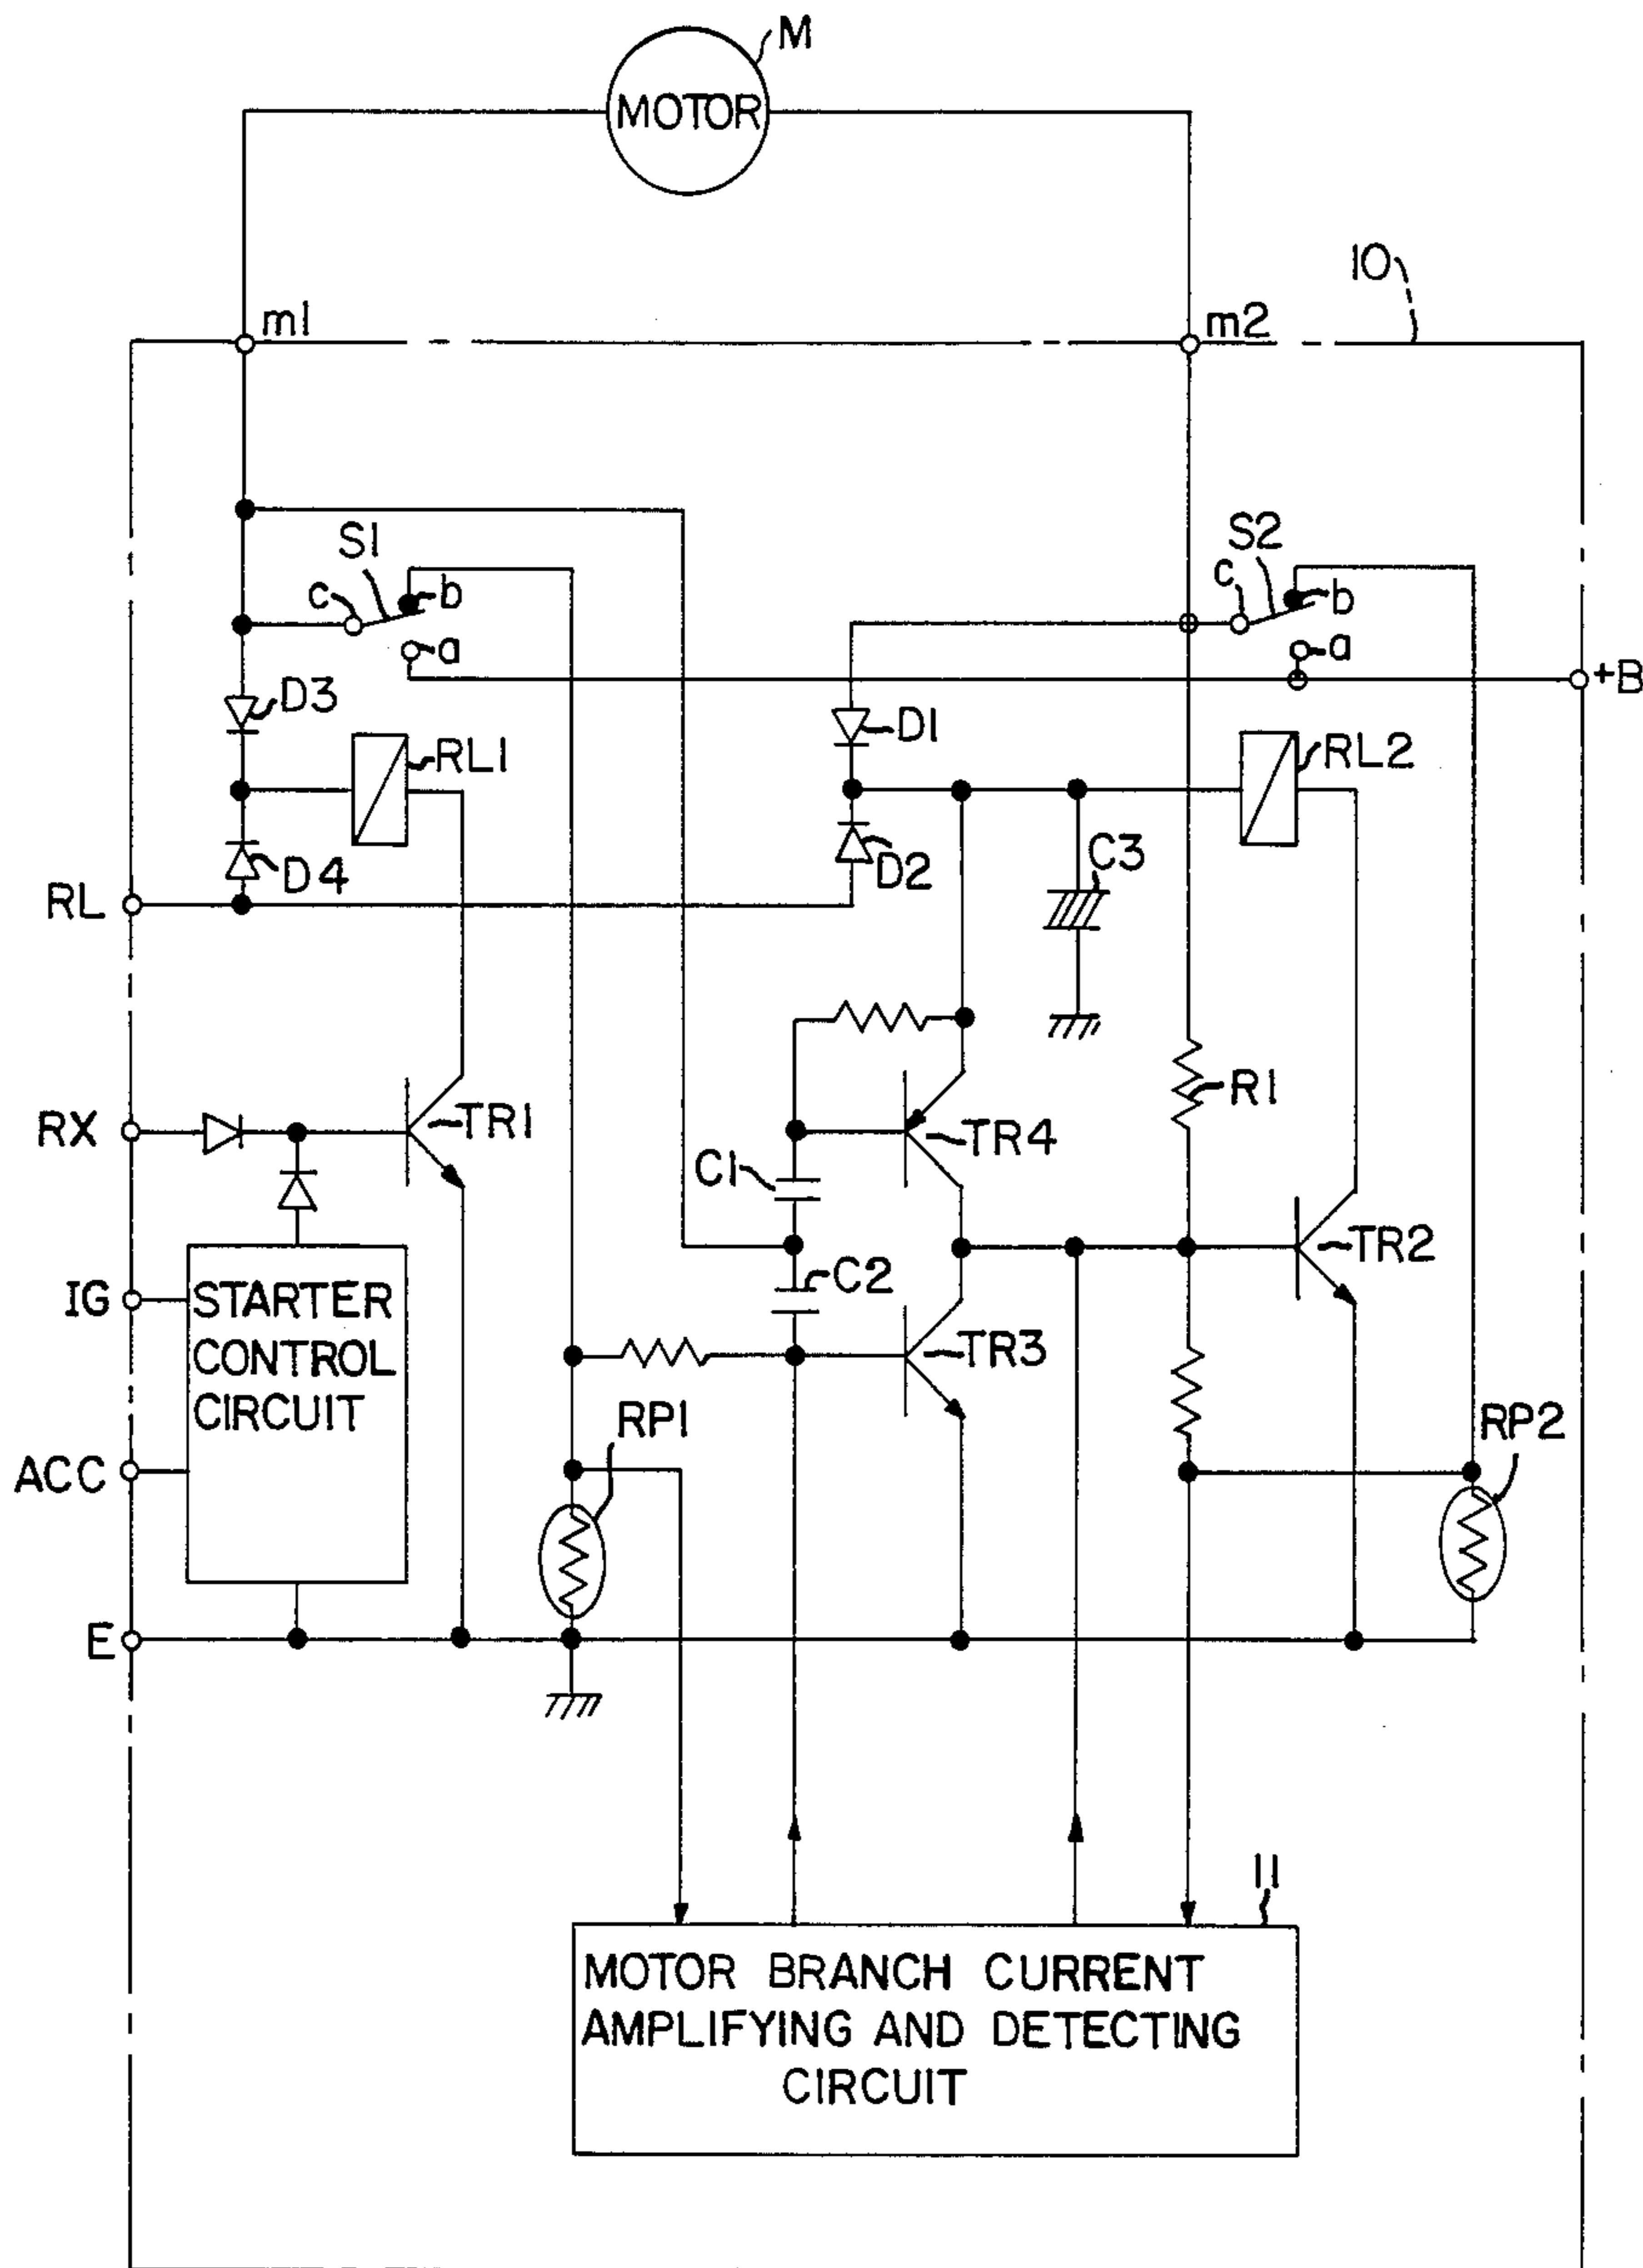 M
MOTOR
10
m1
m2
S1
S2
c
b
c
b
a
a
+B
D3
D1
RL1
RL2
D4
D2
C3
RL
R1
RX
TR1
TR4
C1
TR2
C2
IG
STARTER
CONTROL
CIRCUIT
TR3
RP1
RP2
ACC
E
11
MOTOR BRANCH CURRENT
AMPLIFYING AND DETECTING
CIRCUIT